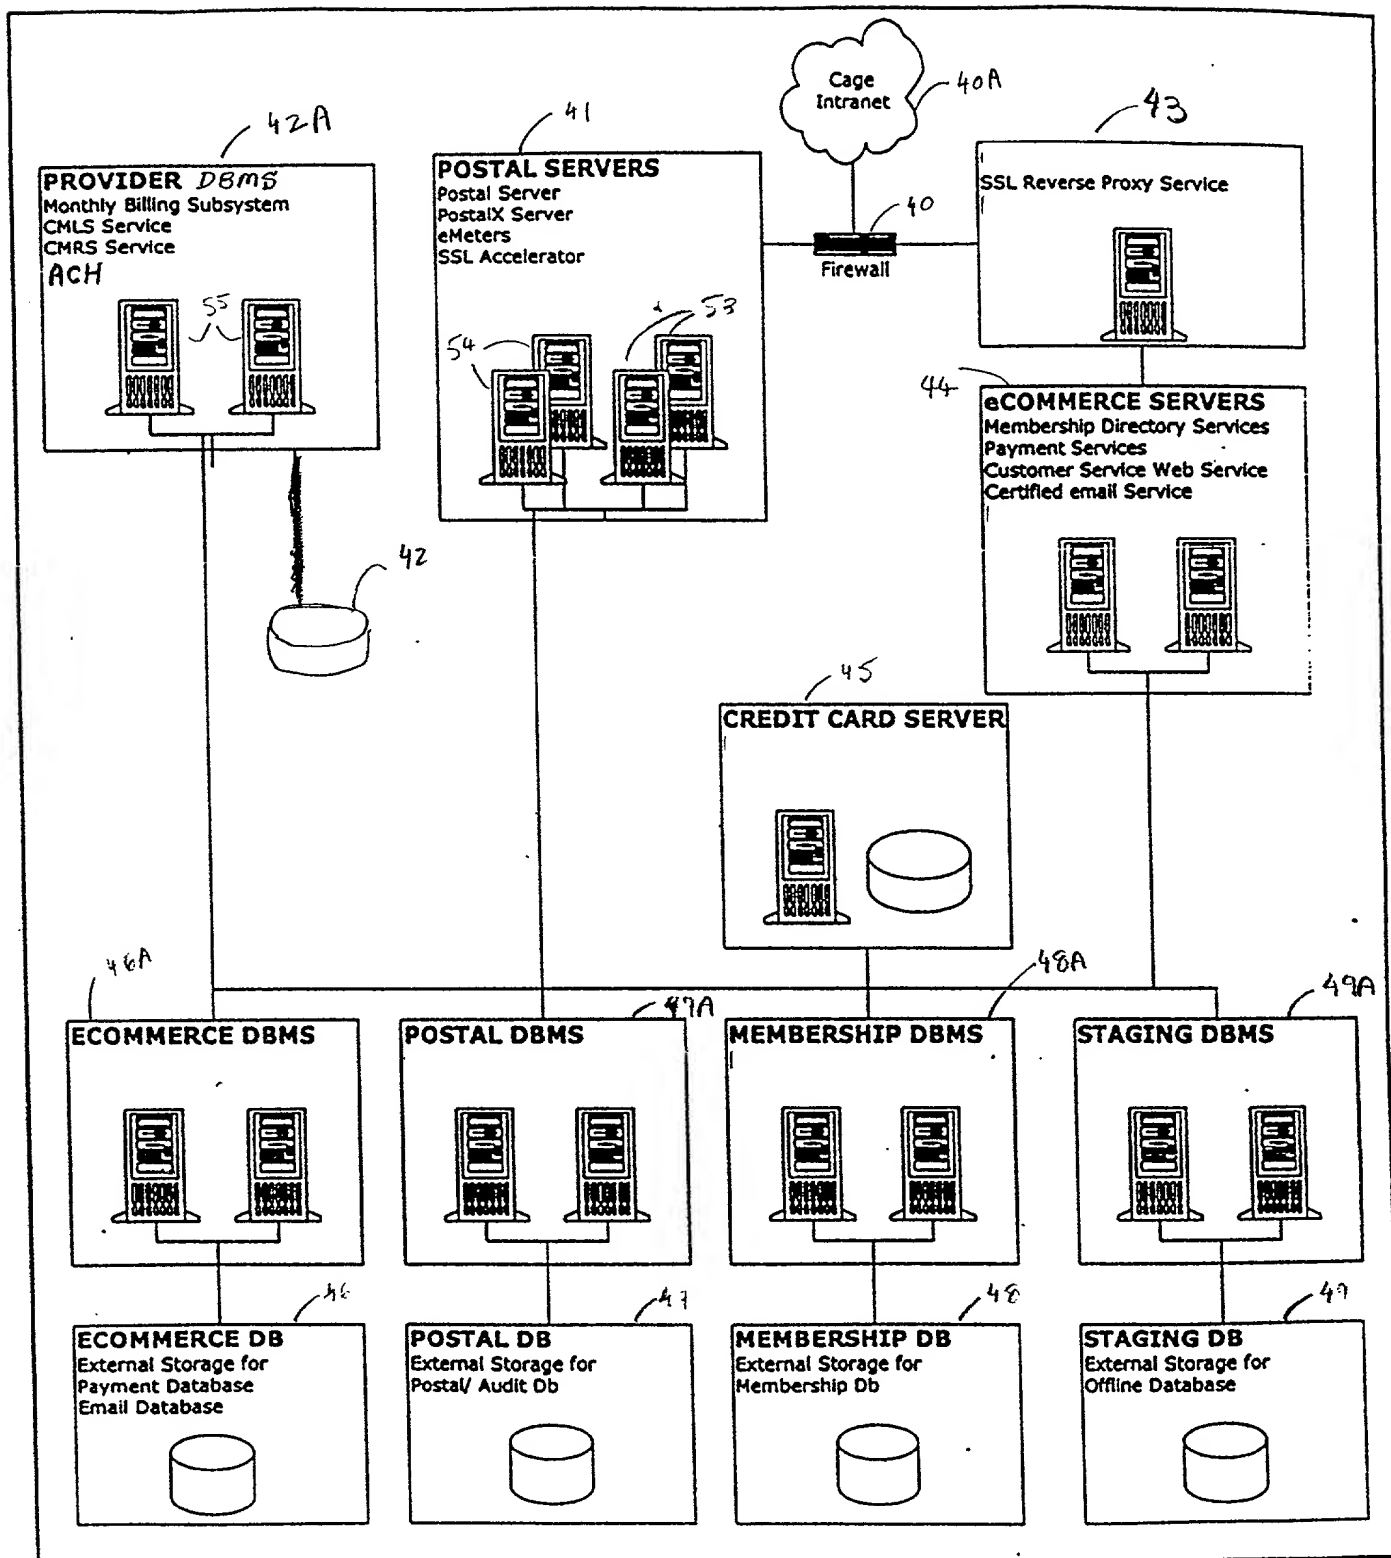 Cage
Intranet
40A
42A
41
43
PROVIDER DBMS
Monthly Billing Subsystem
CMLS Service
CMRS Service
ACH
55
POSTAL SERVERS
Postal Server
PostalX Server
eMeters
SSL Accelerator
54
53
40
Firewall
SSL Reverse Proxy Service
44
eCOMMERCE SERVERS
Membership Directory Services
Payment Services
Customer Service Web Service
Certified email Service
42
45
CREDIT CARD SERVER
46A
ECOMMERCE DBMS
47A
POSTAL DBMS
48A
MEMBERSHIP DBMS
49A
STAGING DBMS
46
ECOMMERCE DB
External Storage for
Payment Database
Email Database
47
POSTAL DB
External Storage for
Postal/ Audit Db
48
MEMBERSHIP DB
External Storage for
Membership Db
49
STAGING DB
External Storage for
Offline Database